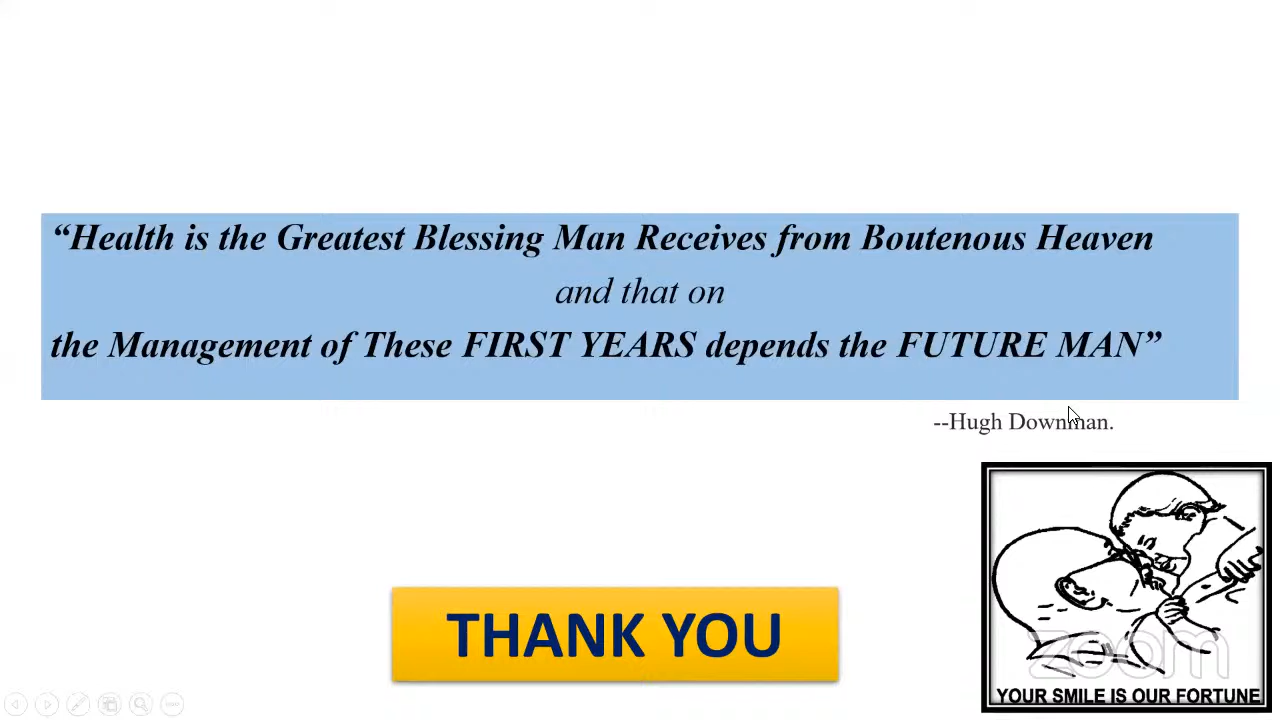 “Health is the Greatest Blessing Man Receives from Boutenous Heaven
and that on
the Management of These FIRST YEARS depends the FUTURE MAN”
--Hugh Downman.
THANK YOU
zoom
YOUR SMILE IS OUR FORTUNE